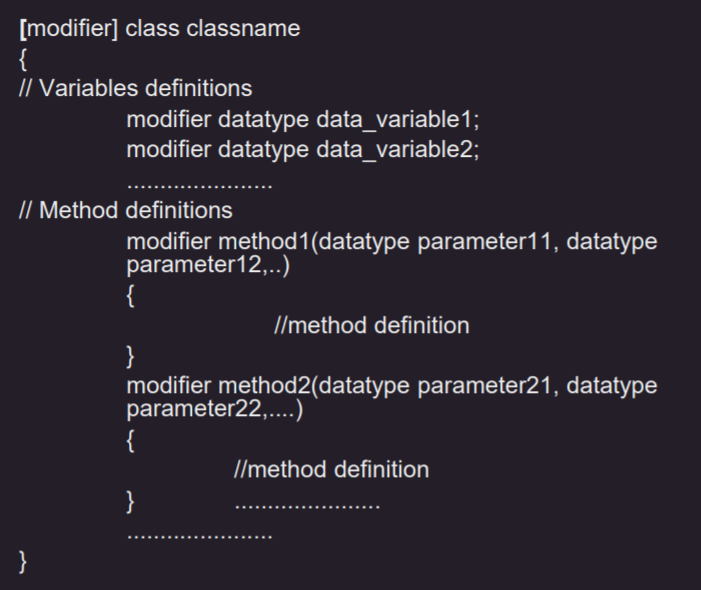 [modifier] class classname
{
// Variables definitions
modifier datatype data_variable1;
modifier datatype data_variable2;
......................
// Method definitions
modifier method1(datatype parameter11, datatype
parameter12,..)
{
//method definition
}
modifier method2(datatype parameter21, datatype
parameter22,....)
{
//method definition
} ......................
......................
}